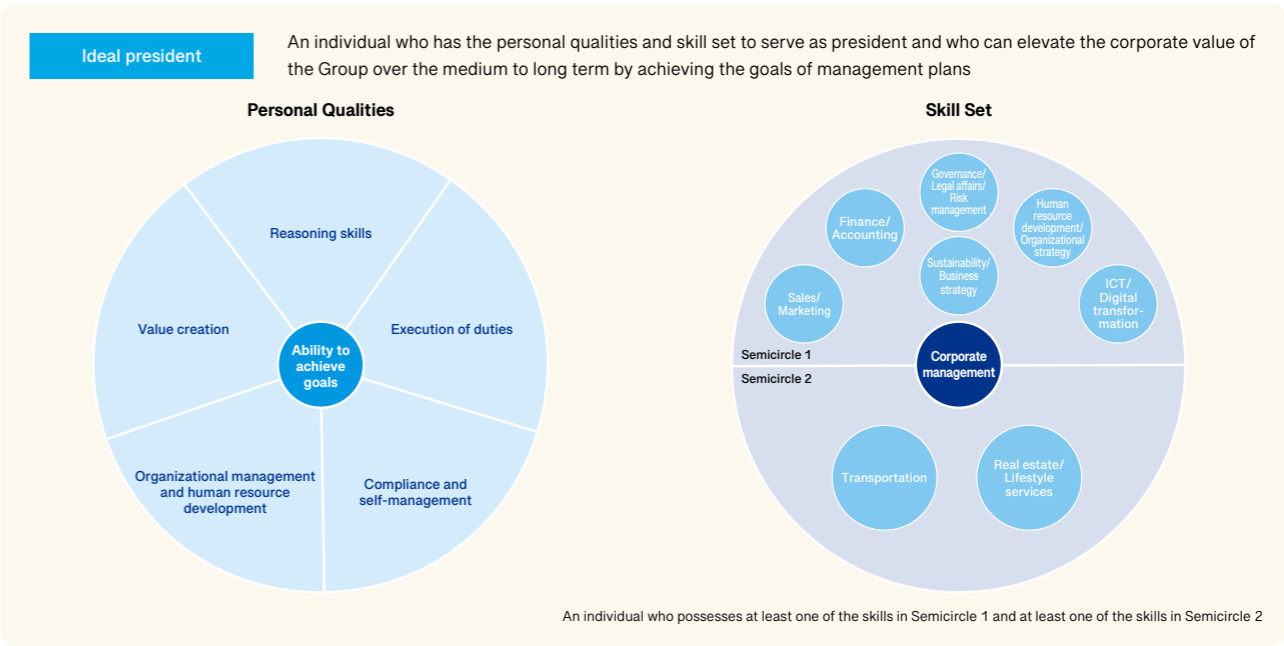 Ideal president
An individual who has the personal qualities and skill set to serve as president and who can elevate the corporate value of
the Group over the medium to long term by achieving the goals of management plans
Personal Qualities
Reasoning skills
Value creation
Execution of duties
Ability to
achieve
goals
Organizational management
and human resource
development
Compliance and
self-management
Skill Set
Governance/
Legal affairs/
Risk
management
Finance/
Accounting
Human
resource
development/
Organizational
strategy
Sustainability/
Business
strategy
Sales/
Marketing
ICT/
Digital
transfor-
mation
Semicircle 1
Corporate
management
Semicircle 2
Transportation
Real estate/
Lifestyle
services
An individual who possesses at least one of the skills in Semicircle 1 and at least one of the skills in Semicircle 2